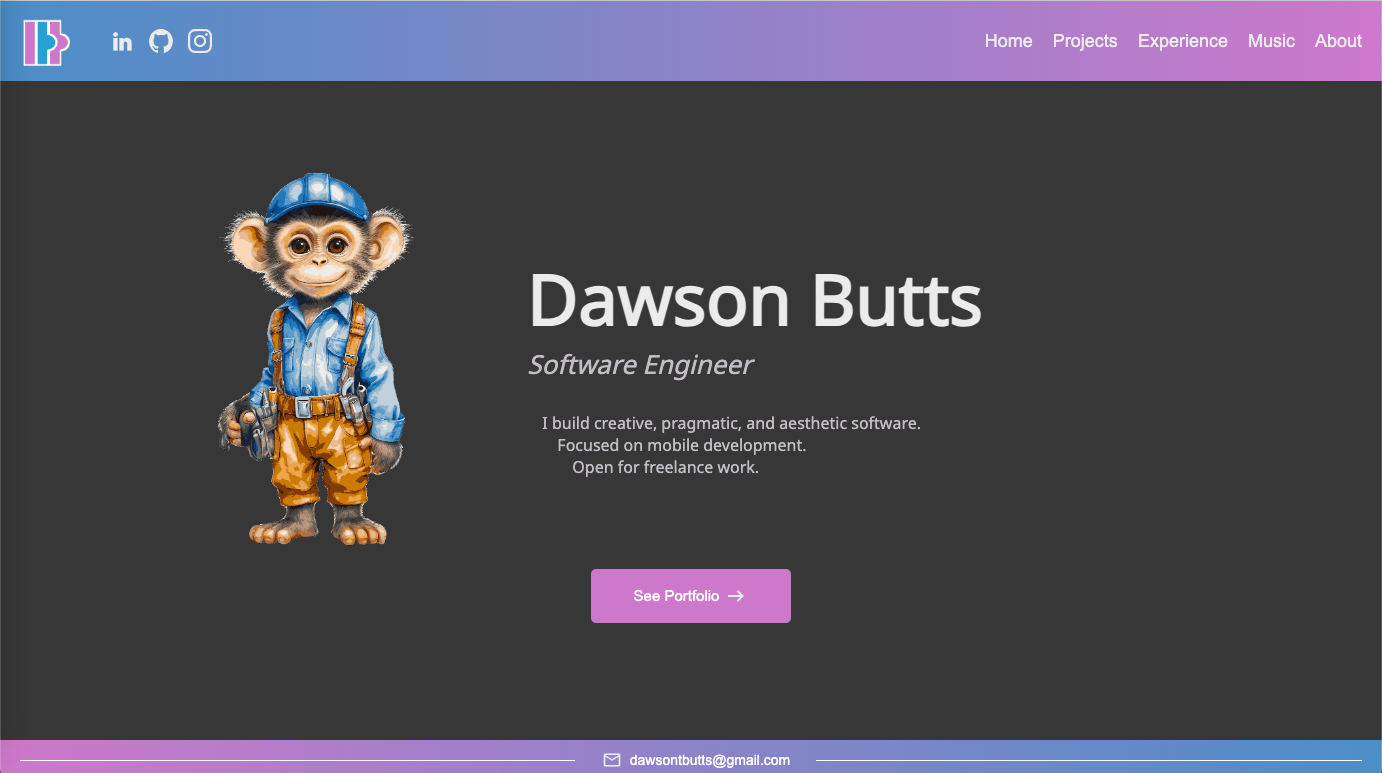 Home Projects Experience Music About
Dawson Butts
Software Engineer
I build creative, pragmatic, and aesthetic software.
Focused on mobile development.
Open for freelance work.
See Portfolio →
dawsontbutts@gmail.com